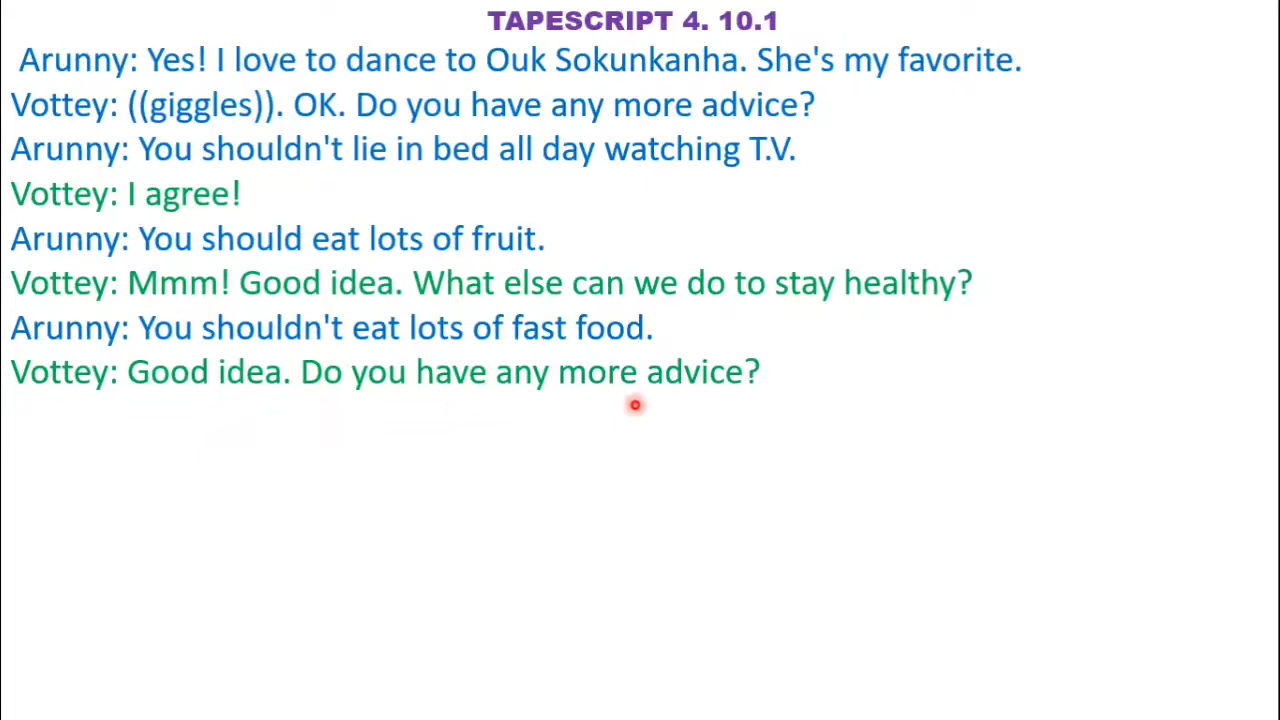 TAPESCRIPT 4. 10.1
Arunny: Yes! I love to dance to Ouk Sokunkanha. She's my favorite.
Vottey: ((giggles)). OK. Do you have any more advice?
Arunny: You shouldn't lie in bed all day watching T.V.
Vottey: I agree!
Arunny: You should eat lots of fruit.
Vottey: Mmm! Good idea. What else can we do to stay healthy?
Arunny: You shouldn't eat lots of fast food.
Vottey: Good idea. Do you have any more advice?